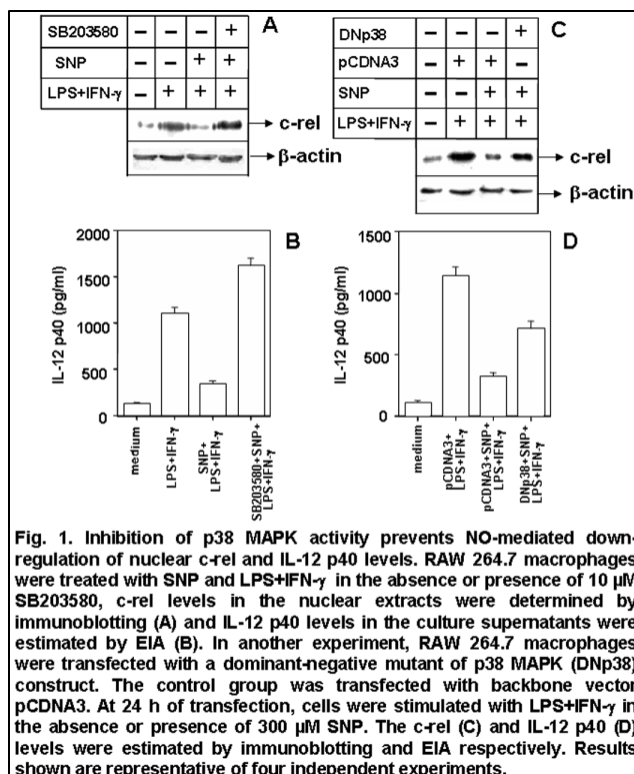 SB203580 – – – +
SNP – – + +
LPS+IFN-γ – + + +
A
c-rel
β-actin
DNp38 – – – +
pCDNA3 – + + –
SNP – – + +
LPS+IFN-γ – + + +
C
c-rel
β-actin
B
IL-12 p40 (pg/ml)
2000
1500
1000
500
0
medium
LPS+IFN-γ
SNP+
LPS+IFN-γ
SB203580+SNP+
LPS+IFN-γ
D
IL-12 p40 (pg/ml)
1500
1000
500
0
medium
pCDNA3+
LPS+IFN-γ
pCDNA3+SNP+
LPS+IFN-γ
DNp38+SNP+
LPS+IFN-γ
Fig. 1. Inhibition of p38 MAPK activity prevents NO-mediated down-
regulation of nuclear c-rel and IL-12 p40 levels. RAW 264.7 macrophages
were treated with SNP and LPS+IFN-γ in the absence or presence of 10 µM
SB203580, c-rel levels in the nuclear extracts were determined by
immunoblotting (A) and IL-12 p40 levels in the culture supernatants were
estimated by EIA (B). In another experiment, RAW 264.7 macrophages
were transfected with a dominant-negative mutant of p38 MAPK (DNp38)
construct. The control group was transfected with backbone vector
pCDNA3. At 24 h of transfection, cells were stimulated with LPS+IFN-γ in
the absence or presence of 300 µM SNP. The c-rel (C) and IL-12 p40 (D)
levels were estimated by immunoblotting and EIA respectively. Results
shown are representative of four independent experiments.